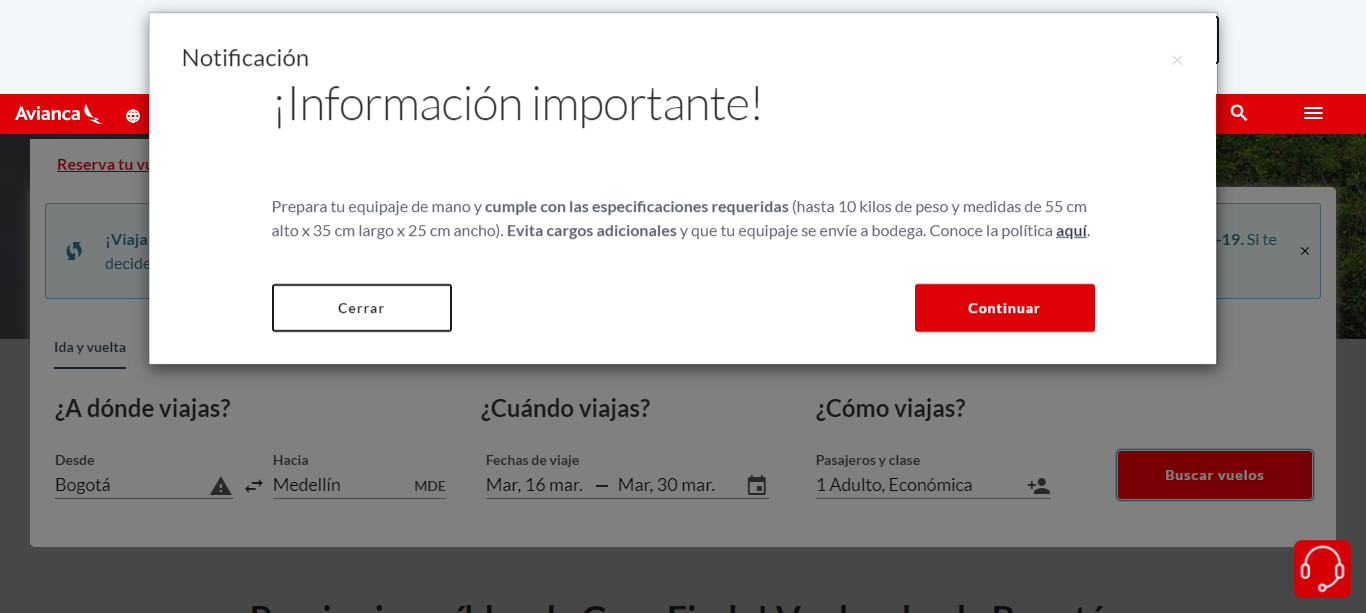 Notificación
×
¡Información importante!
Avianca
Reserva tu vu
Prepara tu equipaje de mano y cumple con las especificaciones requeridas (hasta 10 kilos de peso y medidas de 55 cm
alto x 35 cm largo x 25 cm ancho). Evita cargos adicionales y que tu equipaje se envíe a bodega. Conoce la política aquí.
¡Viaja
-19. Si te
decide
Cerrar
Continuar
Ida y vuelta
¿A dónde viajas?
¿Cuándo viajas?
¿Cómo viajas?
Desde
Hacia
Fechas de viaje
Pasajeros y clase
Bogotá
Medellín
MDE
Mar, 16 mar. — Mar, 30 mar.
1 Adulto, Económica
Buscar vuelos